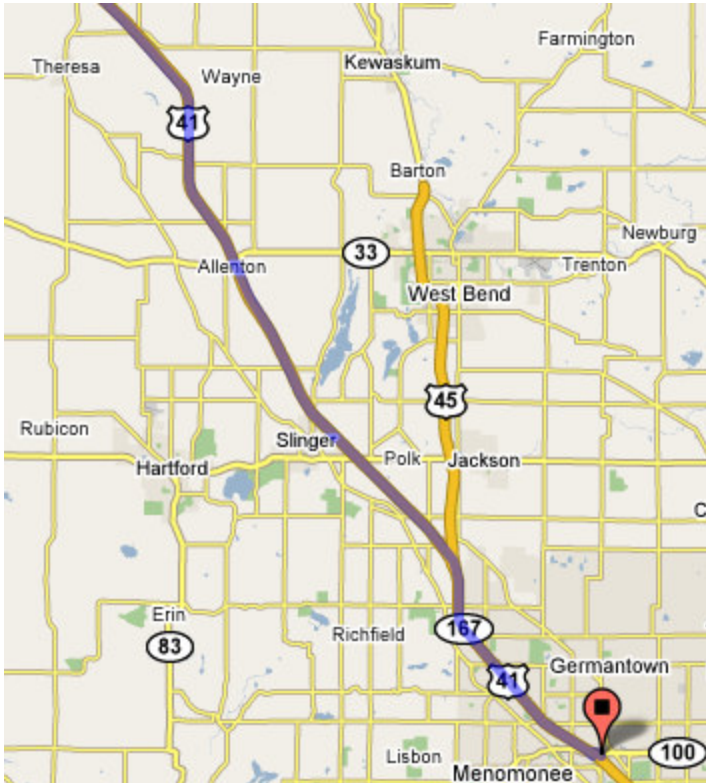 Farmington
Theresa
Wayne
Kewaskum
41
Barton
Newburg
33
Allenton
Trenton
West Bend
45
Rubicon
Slinger
Hartford
Polk
Jackson
C
Erin
Richfield
167
83
Germantown
41
Lisbon
100
Menomonee